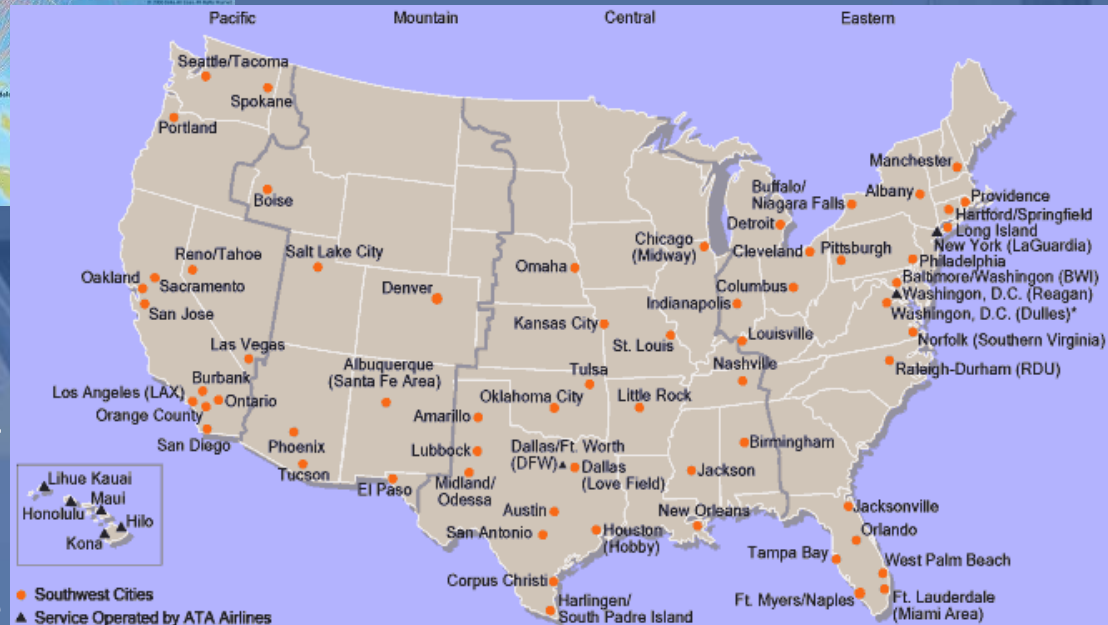 Pacific
Mountain
Central
Eastern
Seattle/Tacoma
Spokane
Portland
Boise
Reno/Tahoe
Salt Lake City
Oakland
Sacramento
San Jose
Denver
Las Vegas
Burbank
Los Angeles (LAX)
Ontario
Orange County
San Diego
Phoenix
Tucson
Albuquerque
(Santa Fe Area)
El Paso
Amarillo
Lubbock
Midland/
Odessa
Omaha
Kansas City
St. Louis
Tulsa
Oklahoma City
Little Rock
Dallas/Ft. Worth
(DFW)
Dallas
(Love Field)
Austin
San Antonio
Houston
(Hobby)
Corpus Christi
Harlingen/
South Padre Island
New Orleans
Jackson
Birmingham
Nashville
Louisville
Indianapolis
Columbus
Chicago
(Midway)
Detroit
Cleveland
Pittsburgh
Buffalo/
Niagara Falls
Albany
Manchester
Providence
Hartford/Springfield
Long Island
New York (LaGuardia)
Philadelphia
Baltimore/Washington (BWI)
Washingon, D.C. (Reagan)
Washingon, D.C. (Dulles)*
Norfolk (Southern Virginia)
Raleigh-Durham (RDU)
Jacksonville
Orlando
Tampa Bay
West Palm Beach
Ft. Myers/Naples
Ft. Lauderdale
(Miami Area)
Lihue Kauai
Maui
Honolulu
Hilo
Kona
Southwest Cities
Service Operated by ATA Airlines